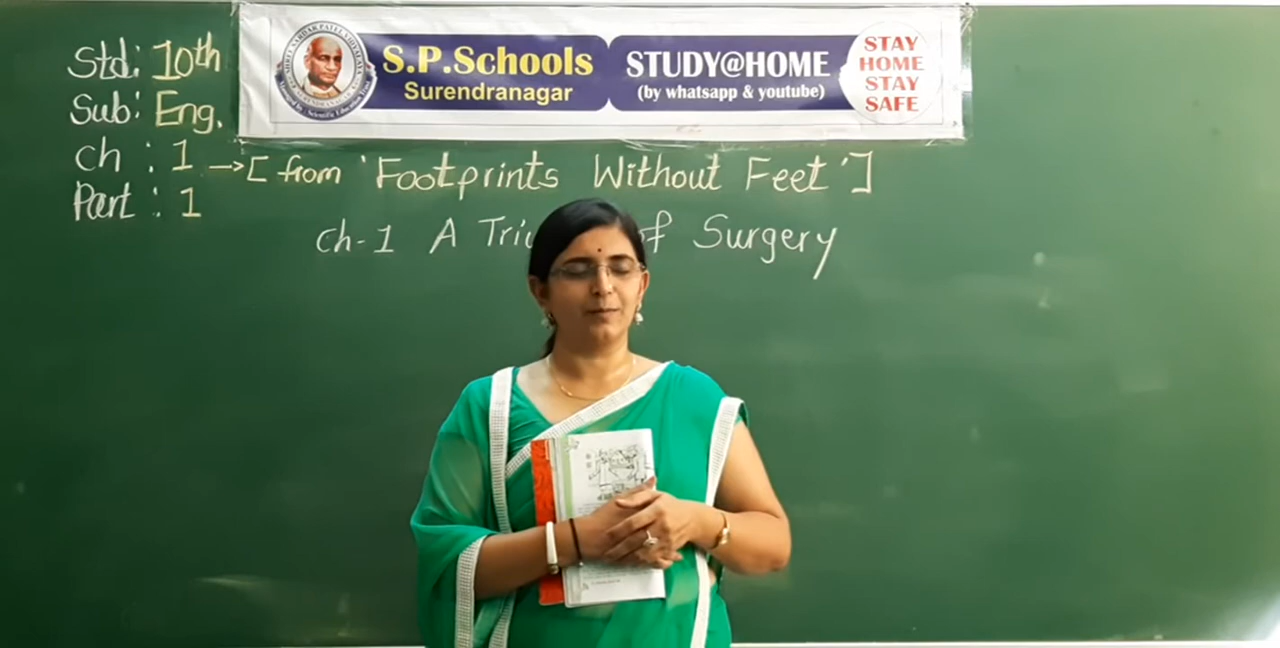 Std: 10th
Sub: Eng.
ch : 1 → [ from 'Footprints Without Feet' ]
Part : 1
ch-1 A of Surgery
S.P.Schools
Surendranagar
STUDY@HOME
(by whatsapp & youtube)
STAY
HOME
STAY
SAFE